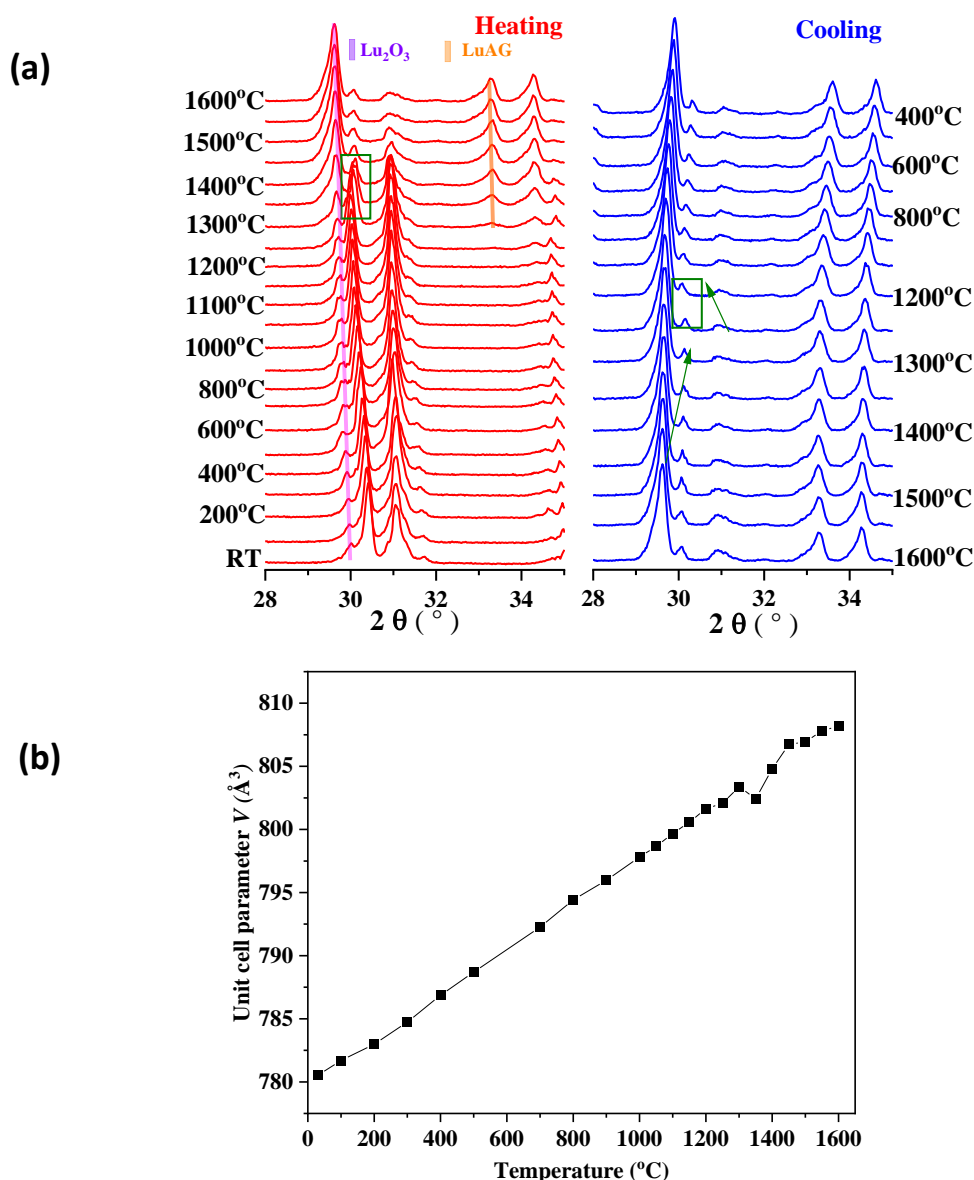 (a)
Heating
Lu₂O₃
LuAG
1600°C
1500°C
1400°C
1300°C
1200°C
1100°C
1000°C
800°C
600°C
400°C
200°C
RT
28 30 32 34
2 θ ( ° )
Cooling
400°C
600°C
800°C
1200°C
1300°C
1400°C
1500°C
1600°C
28 30 32 34
2 θ ( ° )
(b)
Unit cell parameter V (Å³)
810
805
800
795
790
785
780
0 200 400 600 800 1000 1200 1400 1600
Temperature (°C)